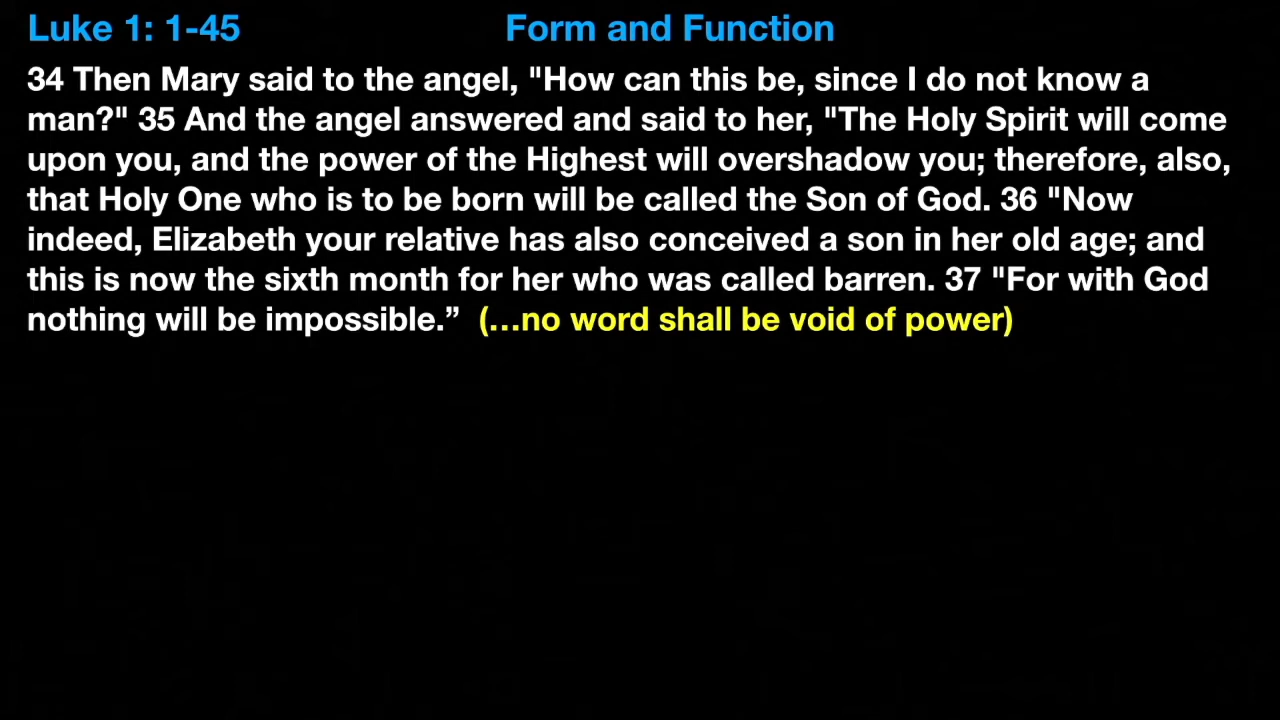 Luke 1: 1-45 Form and Function
34 Then Mary said to the angel, "How can this be, since I do not know a
man?" 35 And the angel answered and said to her, "The Holy Spirit will come
upon you, and the power of the Highest will overshadow you; therefore, also,
that Holy One who is to be born will be called the Son of God. 36 "Now
indeed, Elizabeth your relative has also conceived a son in her old age; and
this is now the sixth month for her who was called barren. 37 "For with God
nothing will be impossible.” (…no word shall be void of power)